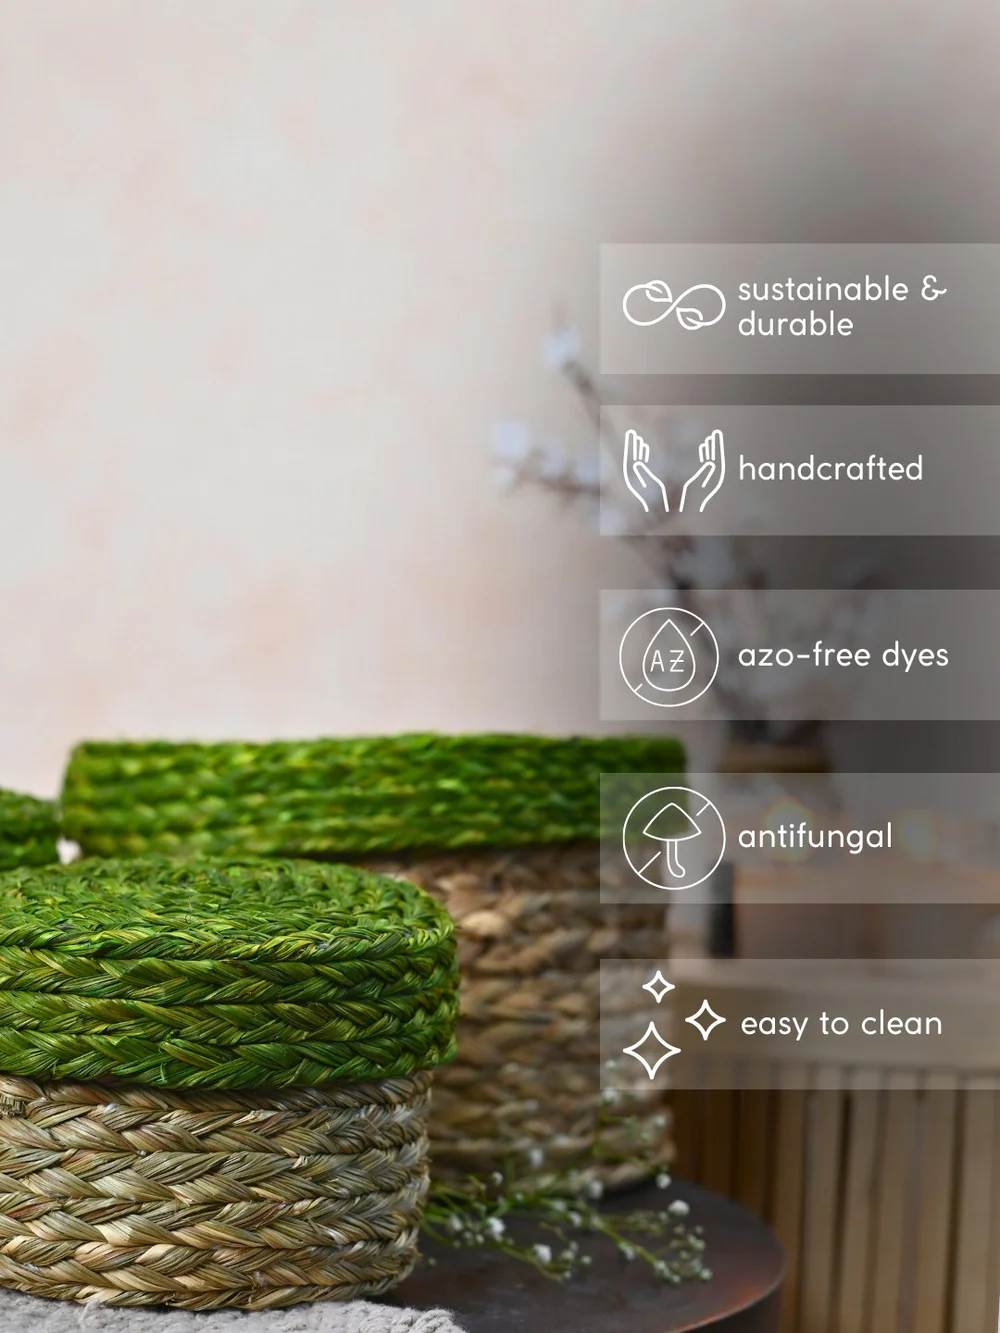 sustainable &
durable
handcrafted
AZ
azo-free dyes
antifungal
easy to clean